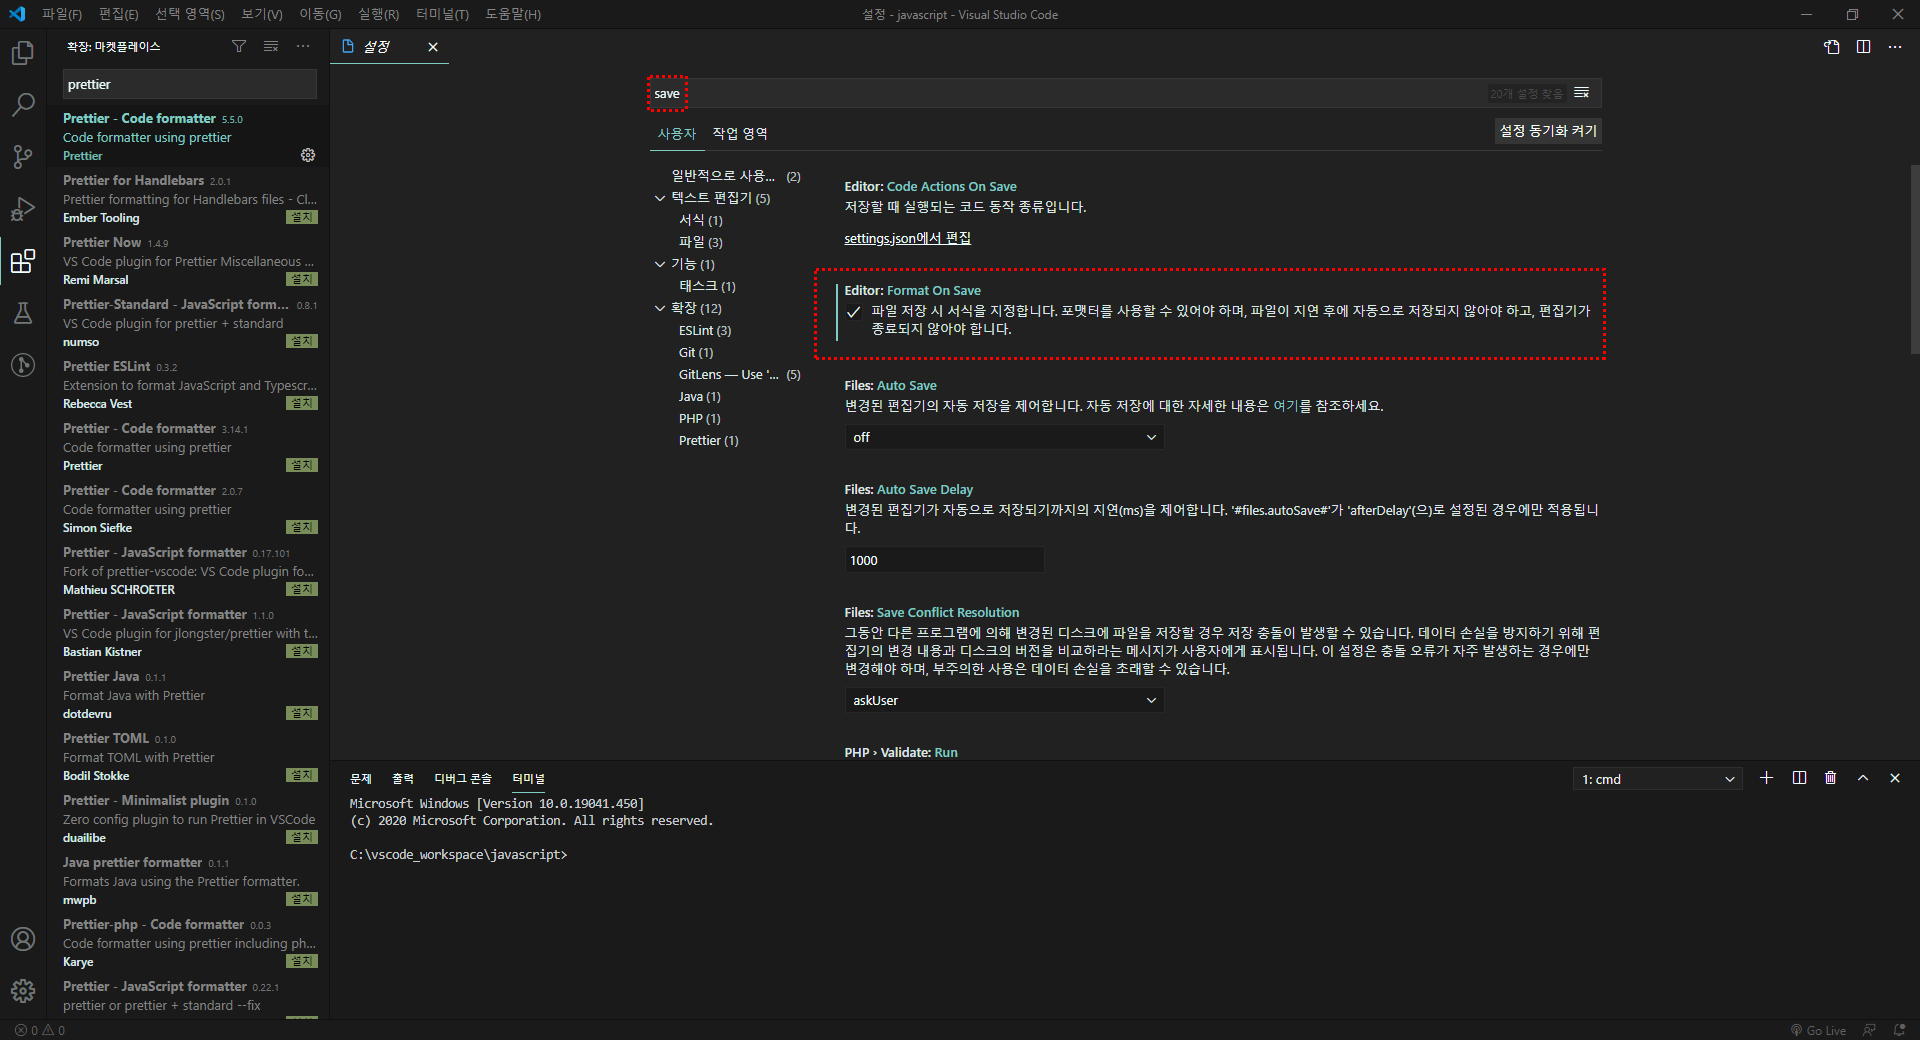 파일(F) 편집(E) 선택 영역(S) 보기(V) 이동(G) 실행(R) 터미널(T) 도움말(H)
설정 - javascript - Visual Studio Code
확장: 마켓플레이스
prettier
Prettier - Code formatter 5.5.0
Code formatter using prettier
Prettier
Prettier for Handlebars 2.0.1
Prettier formatting for Handlebars files - Cl...
Ember Tooling 설치
Prettier Now 1.4.9
VS Code plugin for Prettier Miscellaneous ...
Remi Marsal 설치
Prettier-Standard - JavaScript form... 0.8.1
VS Code plugin for prettier + standard
numso 설치
Prettier ESLint 0.3.2
Extension to format JavaScript and Typescr...
Rebecca Vest 설치
Prettier - Code formatter 3.14.1
Code formatter using prettier
Prettier 설치
Prettier - Code formatter 2.0.7
Code formatter using prettier
Simon Siefke 설치
Prettier - JavaScript formatter 0.17.101
Fork of prettier-vscode: VS Code plugin fo...
Mathieu SCHROETER 설치
Prettier - JavaScript formatter 1.1.0
VS Code plugin for jlongster/prettier with t...
Bastian Kistner 설치
Prettier Java 0.1.1
Format Java with Prettier
dotdevru 설치
Prettier TOML 0.1.0
Format TOML with Prettier
Bodil Stokke 설치
Prettier - Minimalist plugin 0.1.0
Zero config plugin to run Prettier in VSCode
duailibe 설치
Java prettier formatter 0.1.1
Formats Java using the Prettier formatter.
mwpb 설치
Prettier-php - Code formatter 0.0.3
Code formatter using prettier including ph...
Karye 설치
Prettier - JavaScript formatter 0.22.1
prettier or prettier + standard --fix
설정
save
20개 설정 찾음
사용자 작업 영역
설정 동기화 켜기
일반적으로 사용... (2)
텍스트 편집기 (5)
서식 (1)
파일 (3)
기능 (1)
태스크 (1)
확장 (12)
ESLint (3)
Git (1)
GitLens — Use '... (5)
Java (1)
PHP (1)
Prettier (1)
Editor: Code Actions On Save
저장할 때 실행되는 코드 동작 종류입니다.
settings.json에서 편집
Editor: Format On Save
파일 저장 시 서식을 지정합니다. 포맷터를 사용할 수 있어야 하며, 파일이 지연 후에 자동으로 저장되지 않아야 하고, 편집기가
종료되지 않아야 합니다.
Files: Auto Save
변경된 편집기의 자동 저장을 제어합니다. 자동 저장에 대한 자세한 내용은 여기를 참조하세요.
off
Files: Auto Save Delay
변경된 편집기가 자동으로 저장되기까지의 지연(ms)을 제어합니다. '#files.autoSave#'가 'afterDelay'(으)로 설정된 경우에만 적용됩니
다.
1000
Files: Save Conflict Resolution
그동안 다른 프로그램에 의해 변경된 디스크에 파일을 저장할 경우 저장 충돌이 발생할 수 있습니다. 데이터 손실을 방지하기 위해 편
집기의 변경 내용과 디스크의 버전을 비교하라는 메시지가 사용자에게 표시됩니다. 이 설정은 충돌 오류가 자주 발생하는 경우에만
변경해야 하며, 부주의한 사용은 데이터 손실을 초래할 수 있습니다.
askUser
PHP › Validate: Run
문제 출력 디버그 콘솔 터미널
1: cmd
Microsoft Windows [Version 10.0.19041.450]
(c) 2020 Microsoft Corporation. All rights reserved.
C:\vscode_workspace\javascript>
0 0
Go Live